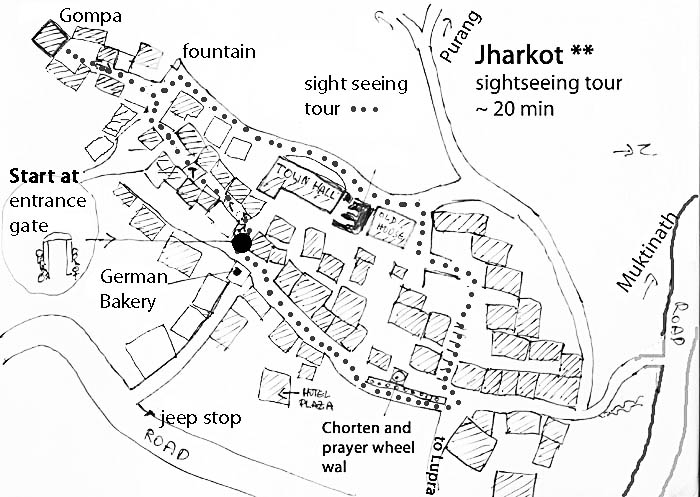 Gompa
fountain
sight seeing
tour
Purang
Jharkot **
sightseeing tour
~ 20 min
Start at
entrance
gate
TOWN HALL
OLD
German
Bakery
Muktinath
ROAD
HOTEL
PLAZA
jeep stop
ROAD
Chorten and
prayer wheel
wal
to Lupra